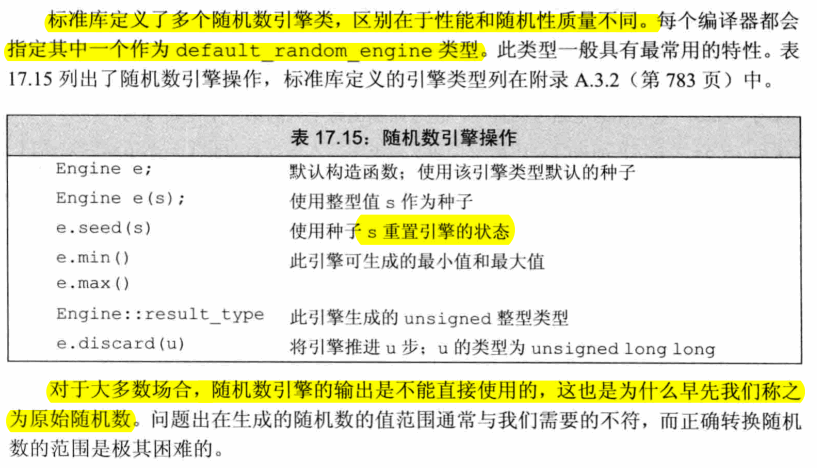 标准库定义了多个随机数引擎类，区别在于性能和随机性质量不同。每个编译器都会
指定其中一个作为 default_random_engine 类型。此类型一般具有最常用的特性。表
17.15 列出了随机数引擎操作，标准库定义的引擎类型列在附录 A.3.2（第 783 页）中。
表 17.15：随机数引擎操作
Engine e; 默认构造函数；使用该引擎类型默认的种子
Engine e(s); 使用整型值 s 作为种子
e.seed(s) 使用种子 s 重置引擎的状态
e.min() 此引擎可生成的最小值和最大值
e.max()
Engine::result_type 此引擎生成的 unsigned 整型类型
e.discard(u) 将引擎推进 u 步；u 的类型为 unsigned long long
对于大多数场合，随机数引擎的输出是不能直接使用的，这也是为什么早先我们称之
为原始随机数。问题出在生成的随机数的值范围通常与我们需要的不符，而正确转换随机
数的范围是极其困难的。